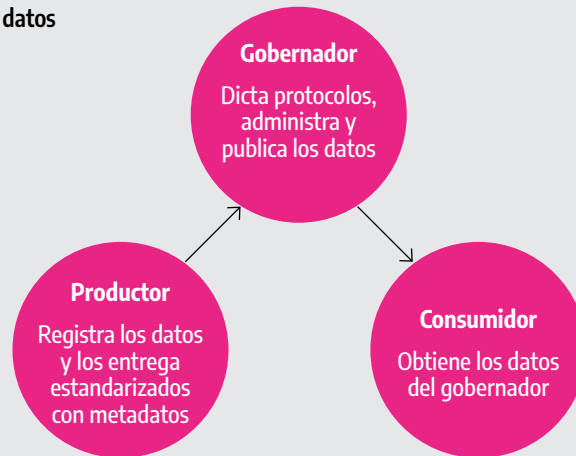 datos
Gobernador
Dicta protocolos,
administra y
publica los datos
Productor
Registra los datos
y los entrega
estandarizados
con metadatos
Consumidor
Obtiene los datos
del gobernador